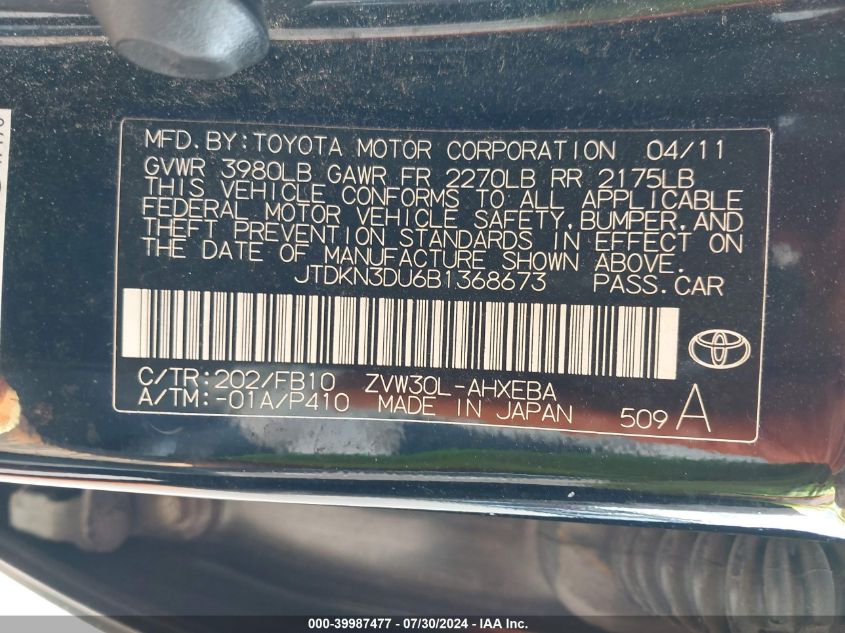 MFD.BY:TOYOTA MOTOR CORPORATION 04/11
GVWR 3980LB GAWR FR 2270LB RR 2175LB
THIS VEHICLE CONFORMS TO ALL APPLICABLE
FEDERAL MOTOR VEHICLE SAFETY,BUMPER,AND
THEFT PREVENTION STANDARDS IN EFFECT ON
THE DATE OF MANUFACTURE SHOWN ABOVE.
JTDKN3DU6B1368673 PASS.CAR
C/TR:202/FB10 ZVW30L-AHXEBA
A/TM:-01A/P410 MADE IN JAPAN 509 A
000-39987477 - 07/30/2024 - IAA Inc.